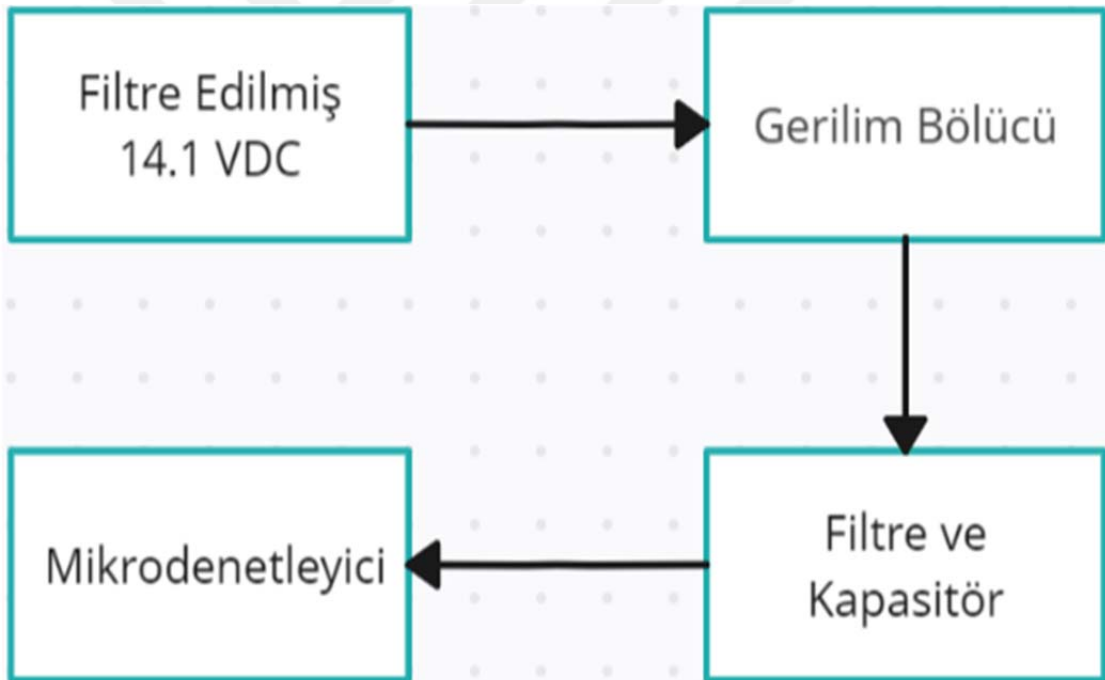 Filtre Edilmiş
14.1 VDC
Gerilim Bölücü
Filtre ve
Kapasitör
Mikrodenetleyici